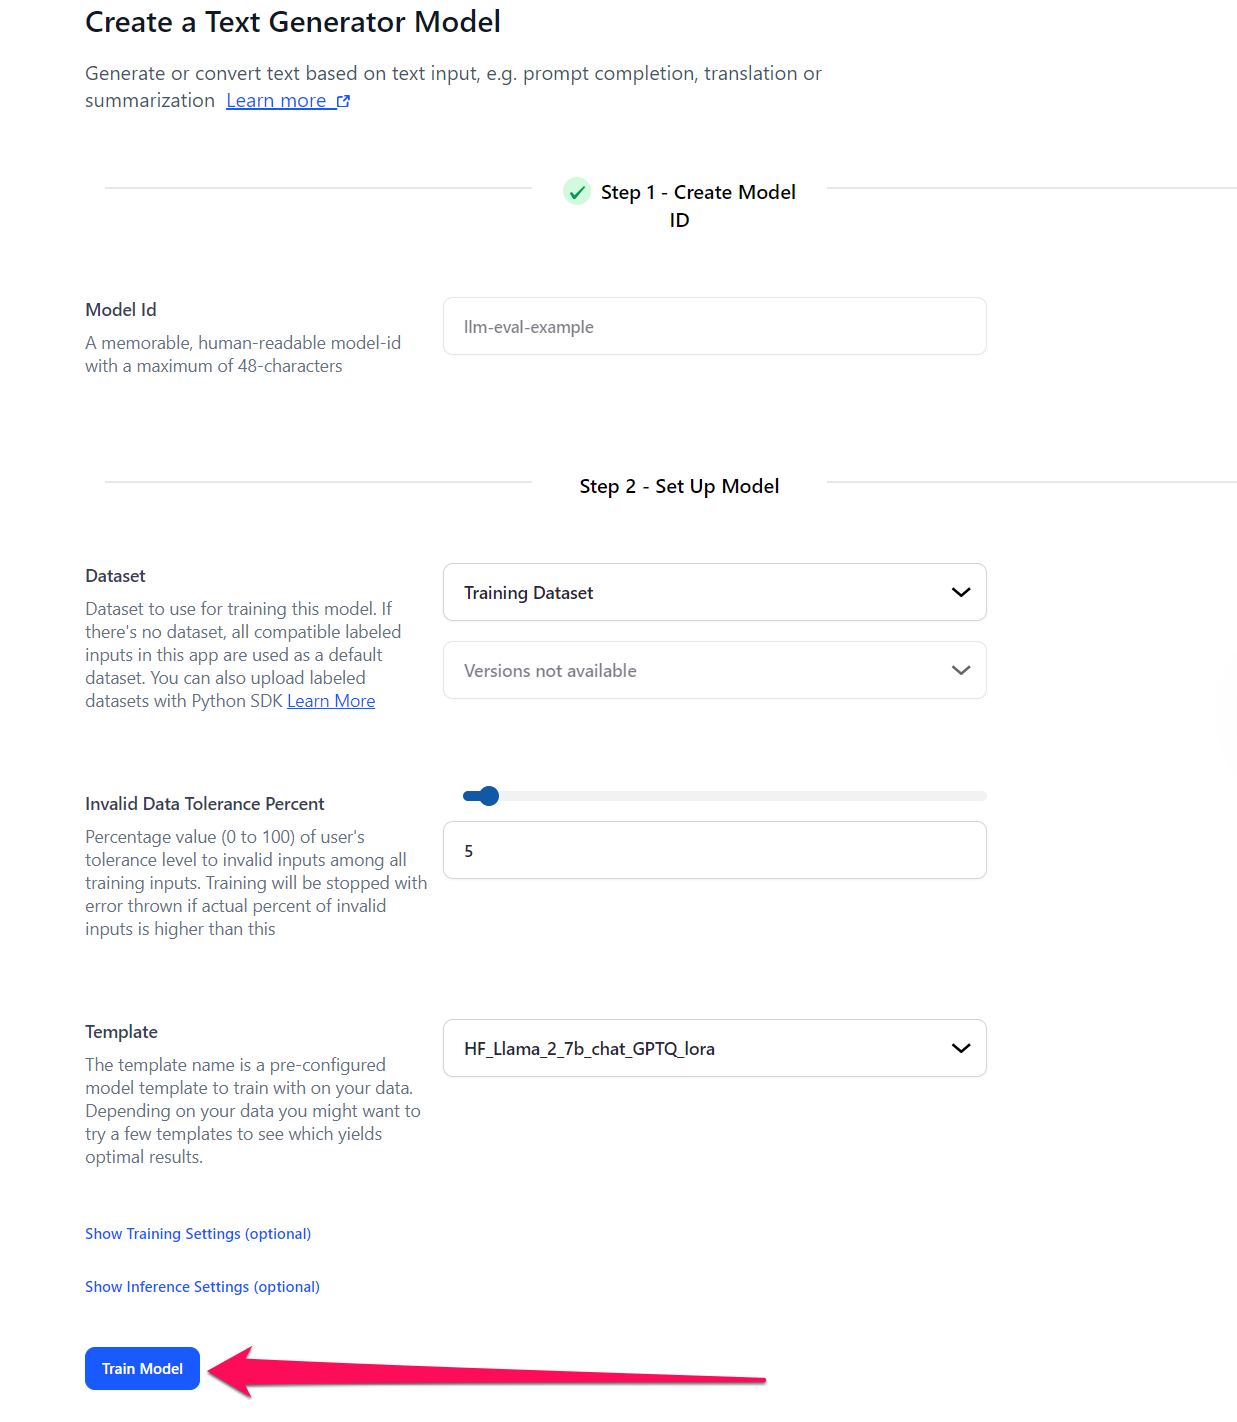 Create a Text Generator Model
Generate or convert text based on text input, e.g. prompt completion, translation or
summarization Learn more
Step 1 - Create Model
ID
Model Id
A memorable, human-readable model-id
with a maximum of 48-characters
llm-eval-example
Step 2 - Set Up Model
Dataset
Dataset to use for training this model. If
there's no dataset, all compatible labeled
inputs in this app are used as a default
dataset. You can also upload labeled
datasets with Python SDK Learn More
Training Dataset
Versions not available
Invalid Data Tolerance Percent
Percentage value (0 to 100) of user's
tolerance level to invalid inputs among all
training inputs. Training will be stopped with
error thrown if actual percent of invalid
inputs is higher than this
5
Template
The template name is a pre-configured
model template to train with on your data.
Depending on your data you might want to
try a few templates to see which yields
optimal results.
HF_Llama_2_7b_chat_GPTQ_lora
Show Training Settings (optional)
Show Inference Settings (optional)
Train Model